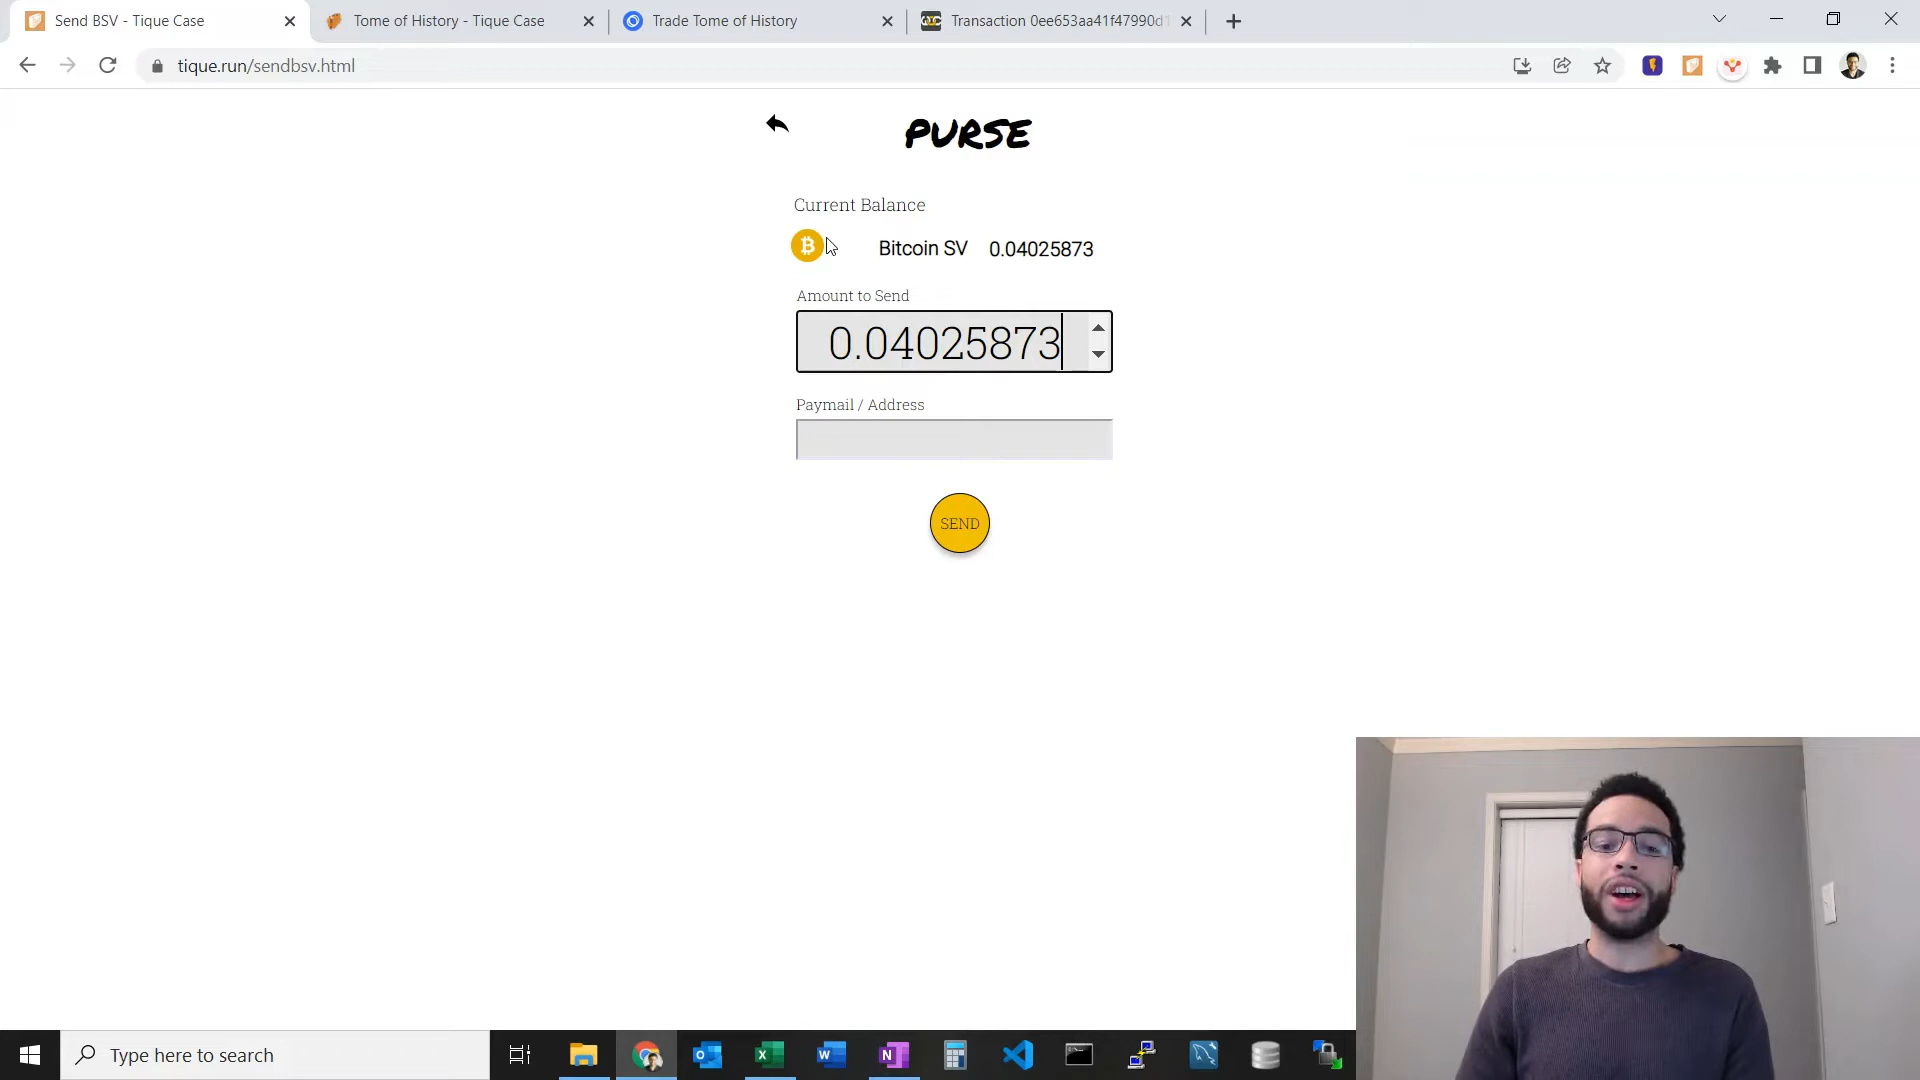 Send BSV - Tique Case
Tome of History - Tique Case
Trade Tome of History
Transaction 0ee653aa41f47990d1
tique.run/sendbsv.html
PURSE
Current Balance
Bitcoin SV 0.04025873
Amount to Send
0.04025873
Paymail / Address
SEND
Type here to search